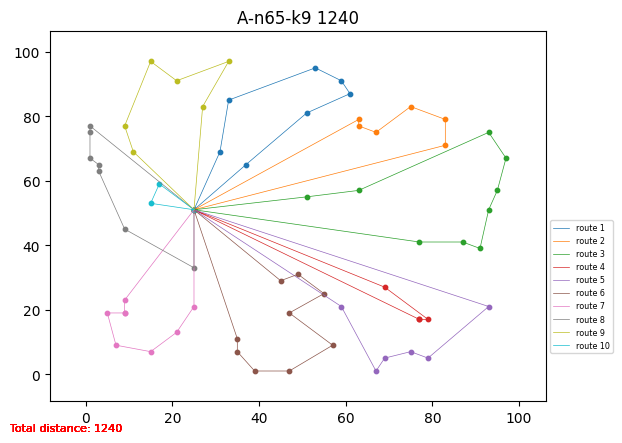 A-n65-k9 1240
100
80
60
40
20
0
0 20 40 60 80 100
route 1
route 2
route 3
route 4
route 5
route 6
route 7
route 8
route 9
route 10
Total distance: 1240